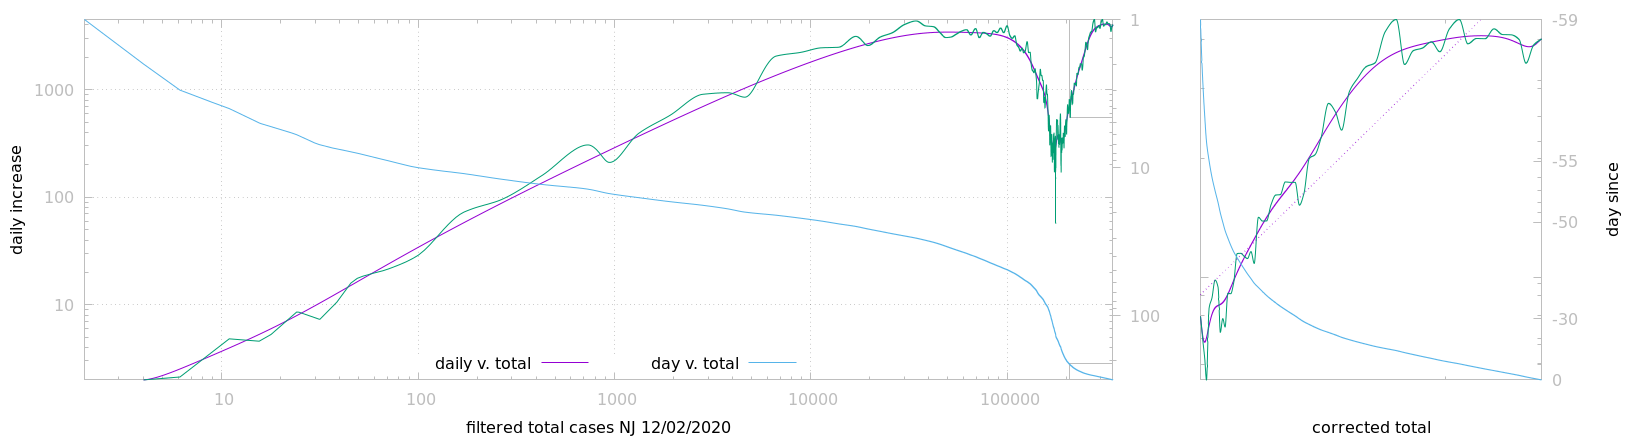 1
-59
1000
daily increase
10
-55
100
-50
day since
10
100
-30
daily v. total
day v. total
0
10
100
1000
10000
100000
filtered total cases NJ 12/02/2020
corrected total